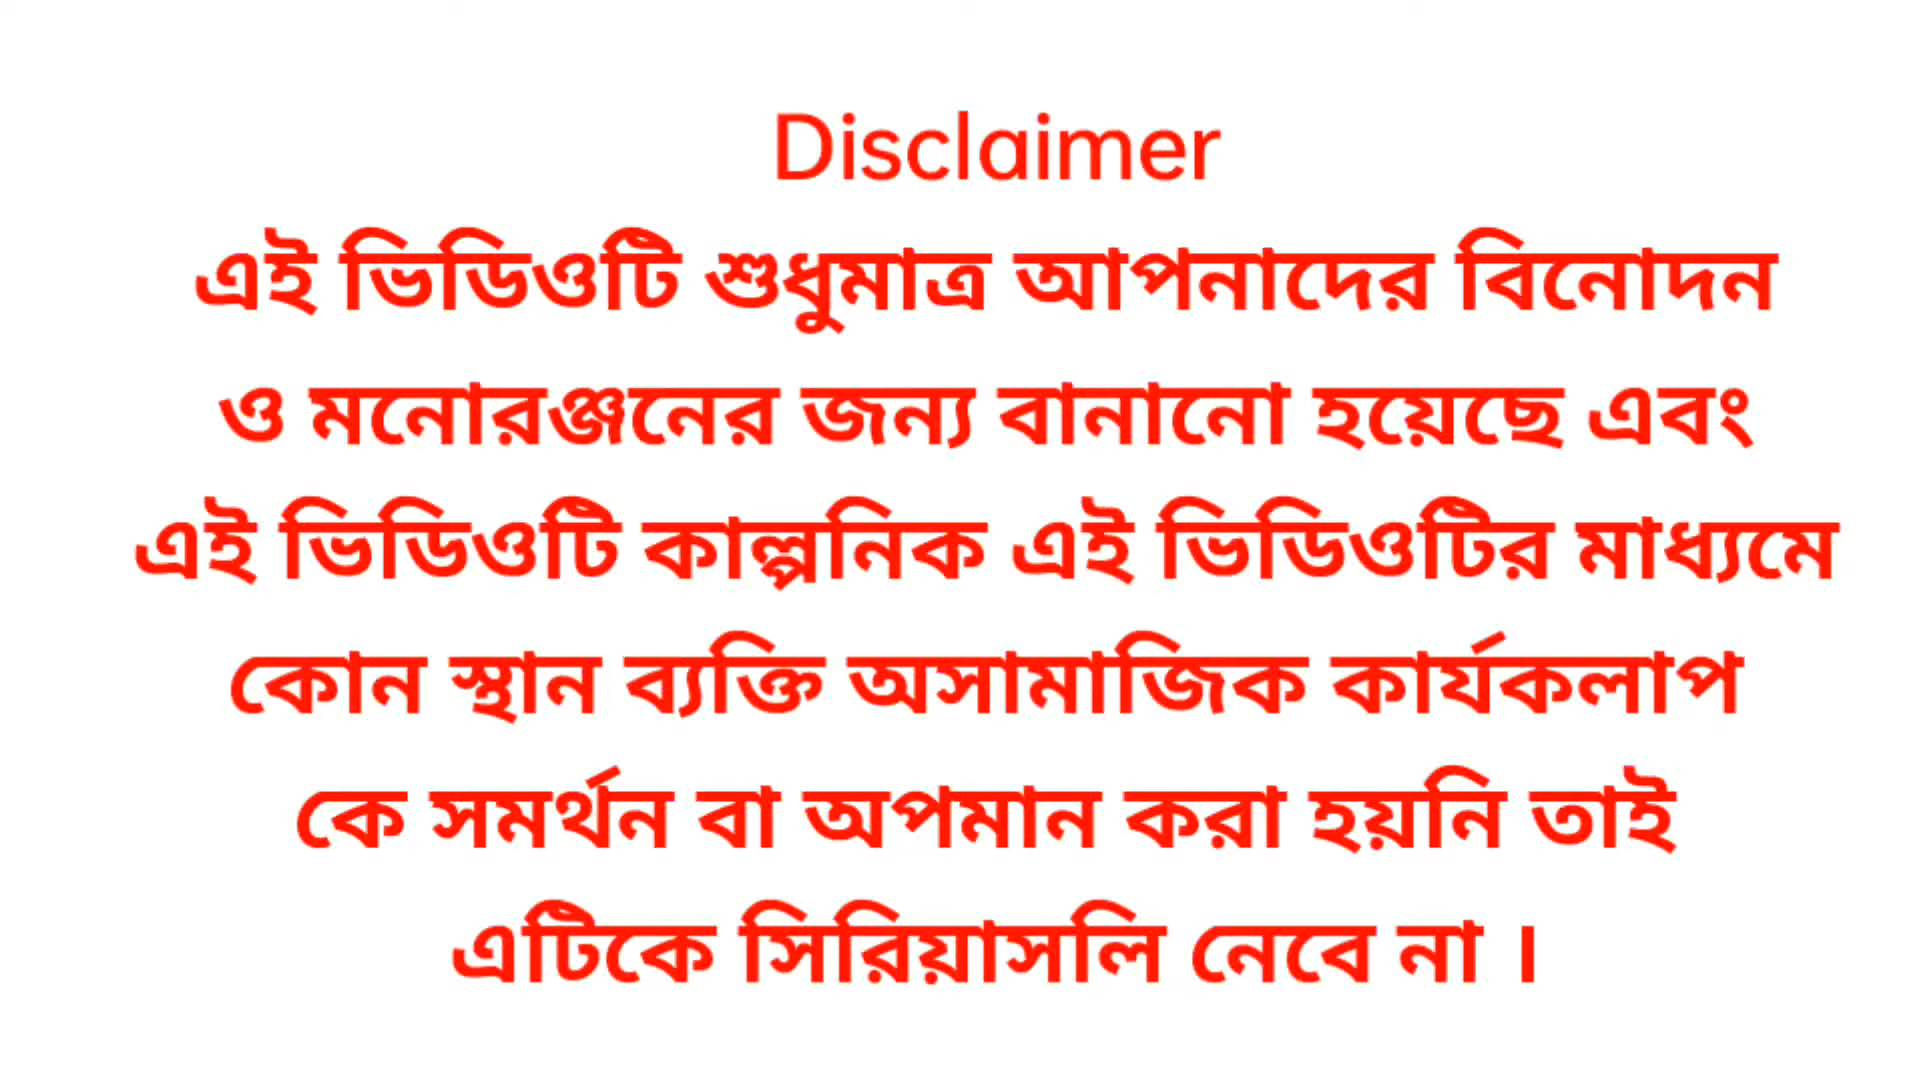 Disclaimer
এই ভিডিওটি শুধুমাত্র আপনাদের বিনোদন
ও মনোরঞ্জনের জন্য বানানো হয়েছে এবং
এই ভিডিওটি কাল্পনিক এই ভিডিওটির মাধ্যমে
কোন স্থান ব্যক্তি অসামাজিক কার্যকলাপ
কে সমর্থন বা অপমান করা হয়নি তাই
এটিকে সিরিয়াসলি নেবে না ।